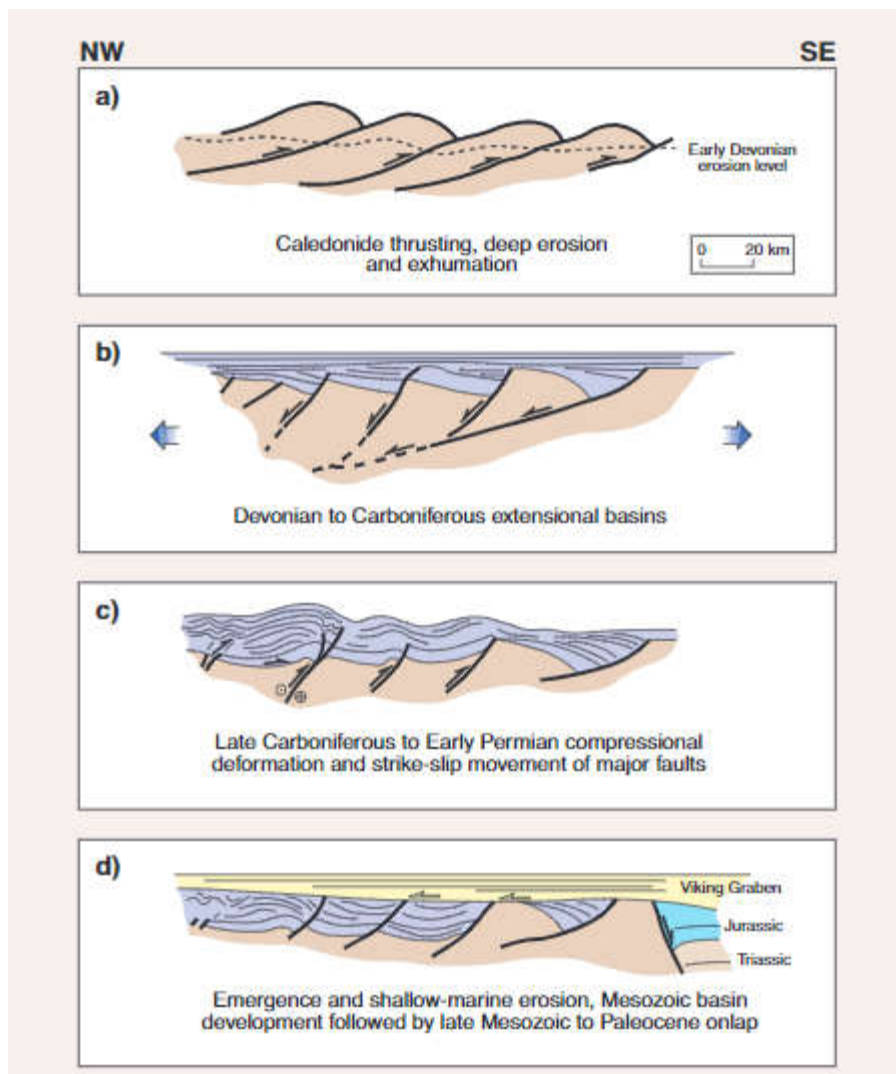 NW
SE
a)
Early Devonian
erosion level
Caledonide thrusting, deep erosion
and exhumation
0 20 km
b)
Devonian to Carboniferous extensional basins
c)
Late Carboniferous to Early Permian compressional
deformation and strike-slip movement of major faults
d)
Viking Graben
Jurassic
Triassic
Emergence and shallow-marine erosion, Mesozoic basin
development followed by late Mesozoic to Paleocene onlap